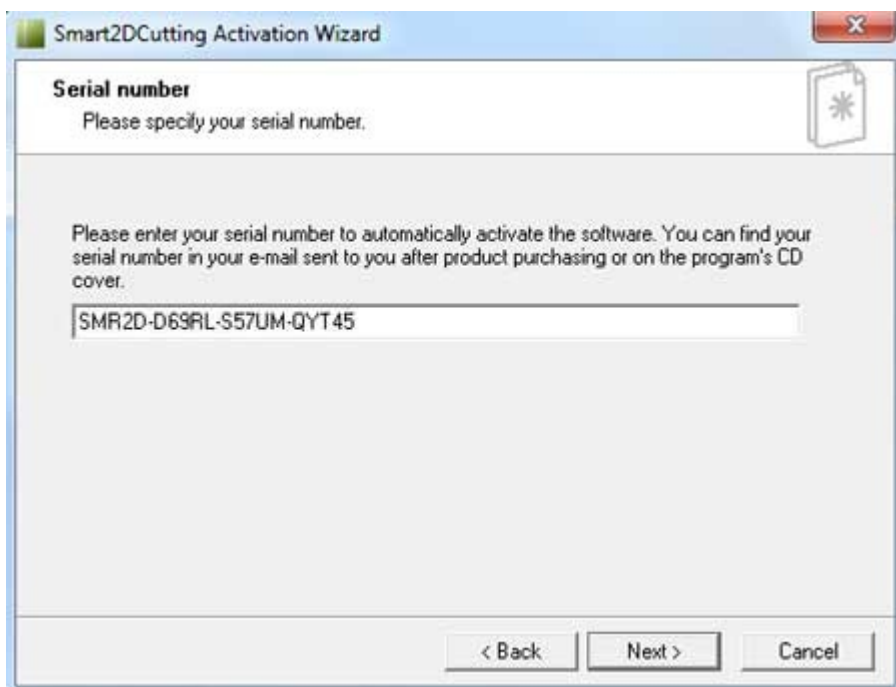 Smart2DCutting Activation Wizard
Serial number
Please specify your serial number.
Please enter your serial number to automatically activate the software. You can find your
serial number in your e-mail sent to you after product purchasing or on the program's CD
cover.
SMR2D-D69RL-S57UM-QYT45
< Back
Next >
Cancel